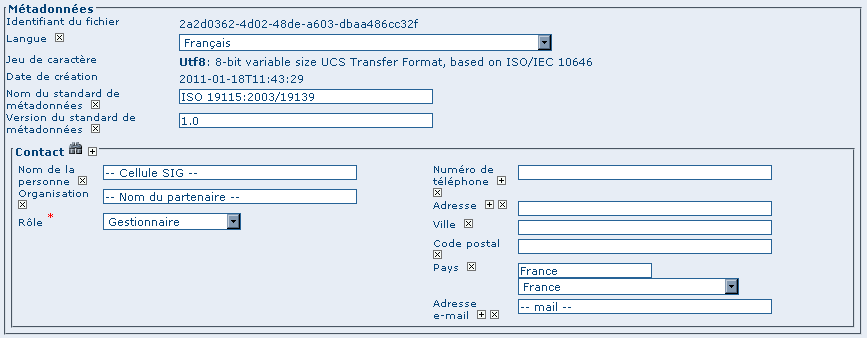 Métadonnées
Identifiant du fichier 2a2d0362-4d02-48de-a603-dbaa486cc32f
Langue Français
Jeu de caractère Utf8: 8-bit variable size UCS Transfer Format, based on ISO/IEC 10646
Date de création 2011-01-18T11:43:29
Nom du standard de
métadonnées ISO 19115:2003/19139
Version du standard de
métadonnées 1.0
Contact
Nom de la
personne -- Cellule SIG --
Organisation -- Nom du partenaire --
Rôle * Gestionnaire
Numéro de
téléphone
Adresse
Ville
Code postal
Pays France
France
Adresse
e-mail -- mail --